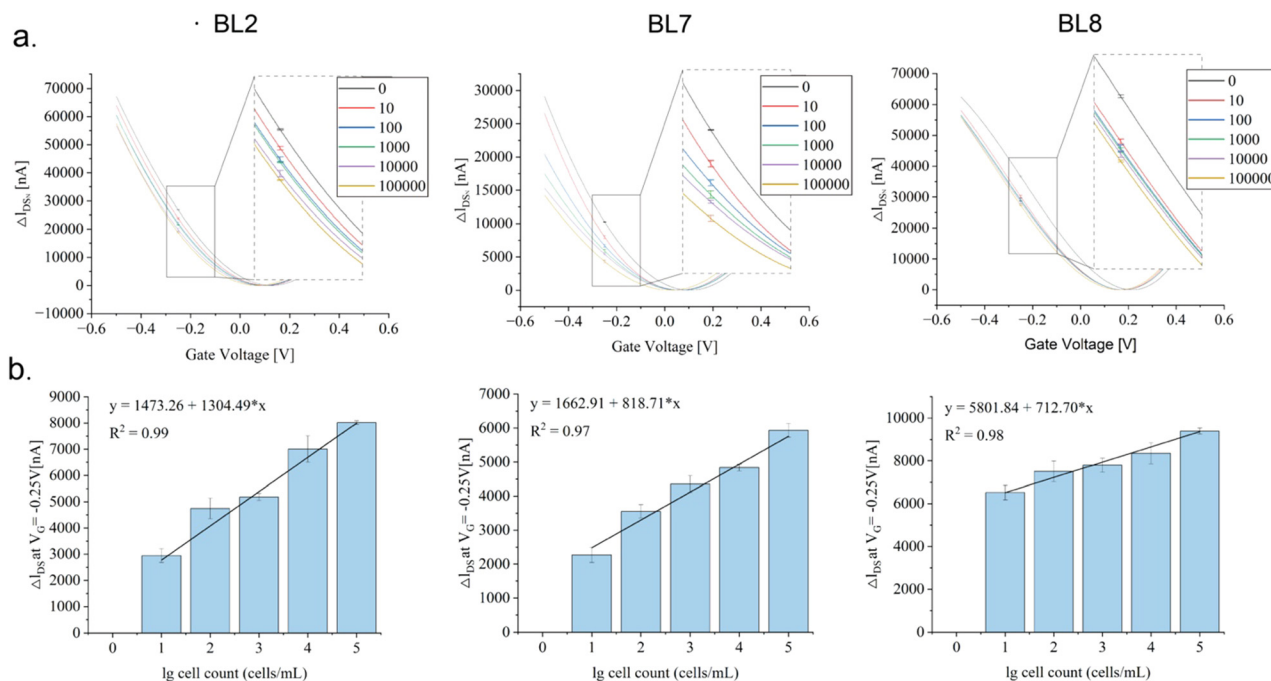 · BL2
BL7
BL8
a.
70000
60000
50000
40000
30000
20000
10000
0
−10000
△I_DS, [nA]
−0.6 −0.4 −0.2 0.0 0.2 0.4 0.6
Gate Voltage [V]
0
10
100
1000
10000
100000
30000
25000
20000
15000
10000
5000
0
△I_DS, [nA]
−0.6 −0.4 −0.2 0.0 0.2 0.4 0.6
Gate Voltage [V]
0
10
100
1000
10000
100000
70000
60000
50000
40000
30000
20000
10000
0
△I_DS, [nA]
−0.6 −0.4 −0.2 0.0 0.2 0.4 0.6
Gate Voltage [V]
0
10
100
1000
10000
100000
b.
y = 1473.26 + 1304.49*x
R² = 0.99
9000
8000
7000
6000
5000
4000
3000
2000
1000
0
△I_DS at V_G= -0.25V[nA]
0 1 2 3 4 5
lg cell count (cells/mL)
y = 1662.91 + 818.71*x
R² = 0.97
7000
6000
5000
4000
3000
2000
1000
0
△I_DS at V_G= -0.25V[nA]
0 1 2 3 4 5
lg cell count (cells/mL)
y = 5801.84 + 712.70*x
R² = 0.98
10000
8000
6000
4000
2000
0
△I_DS at V_G= -0.25V[nA]
0 1 2 3 4 5
lg cell count (cells/mL)